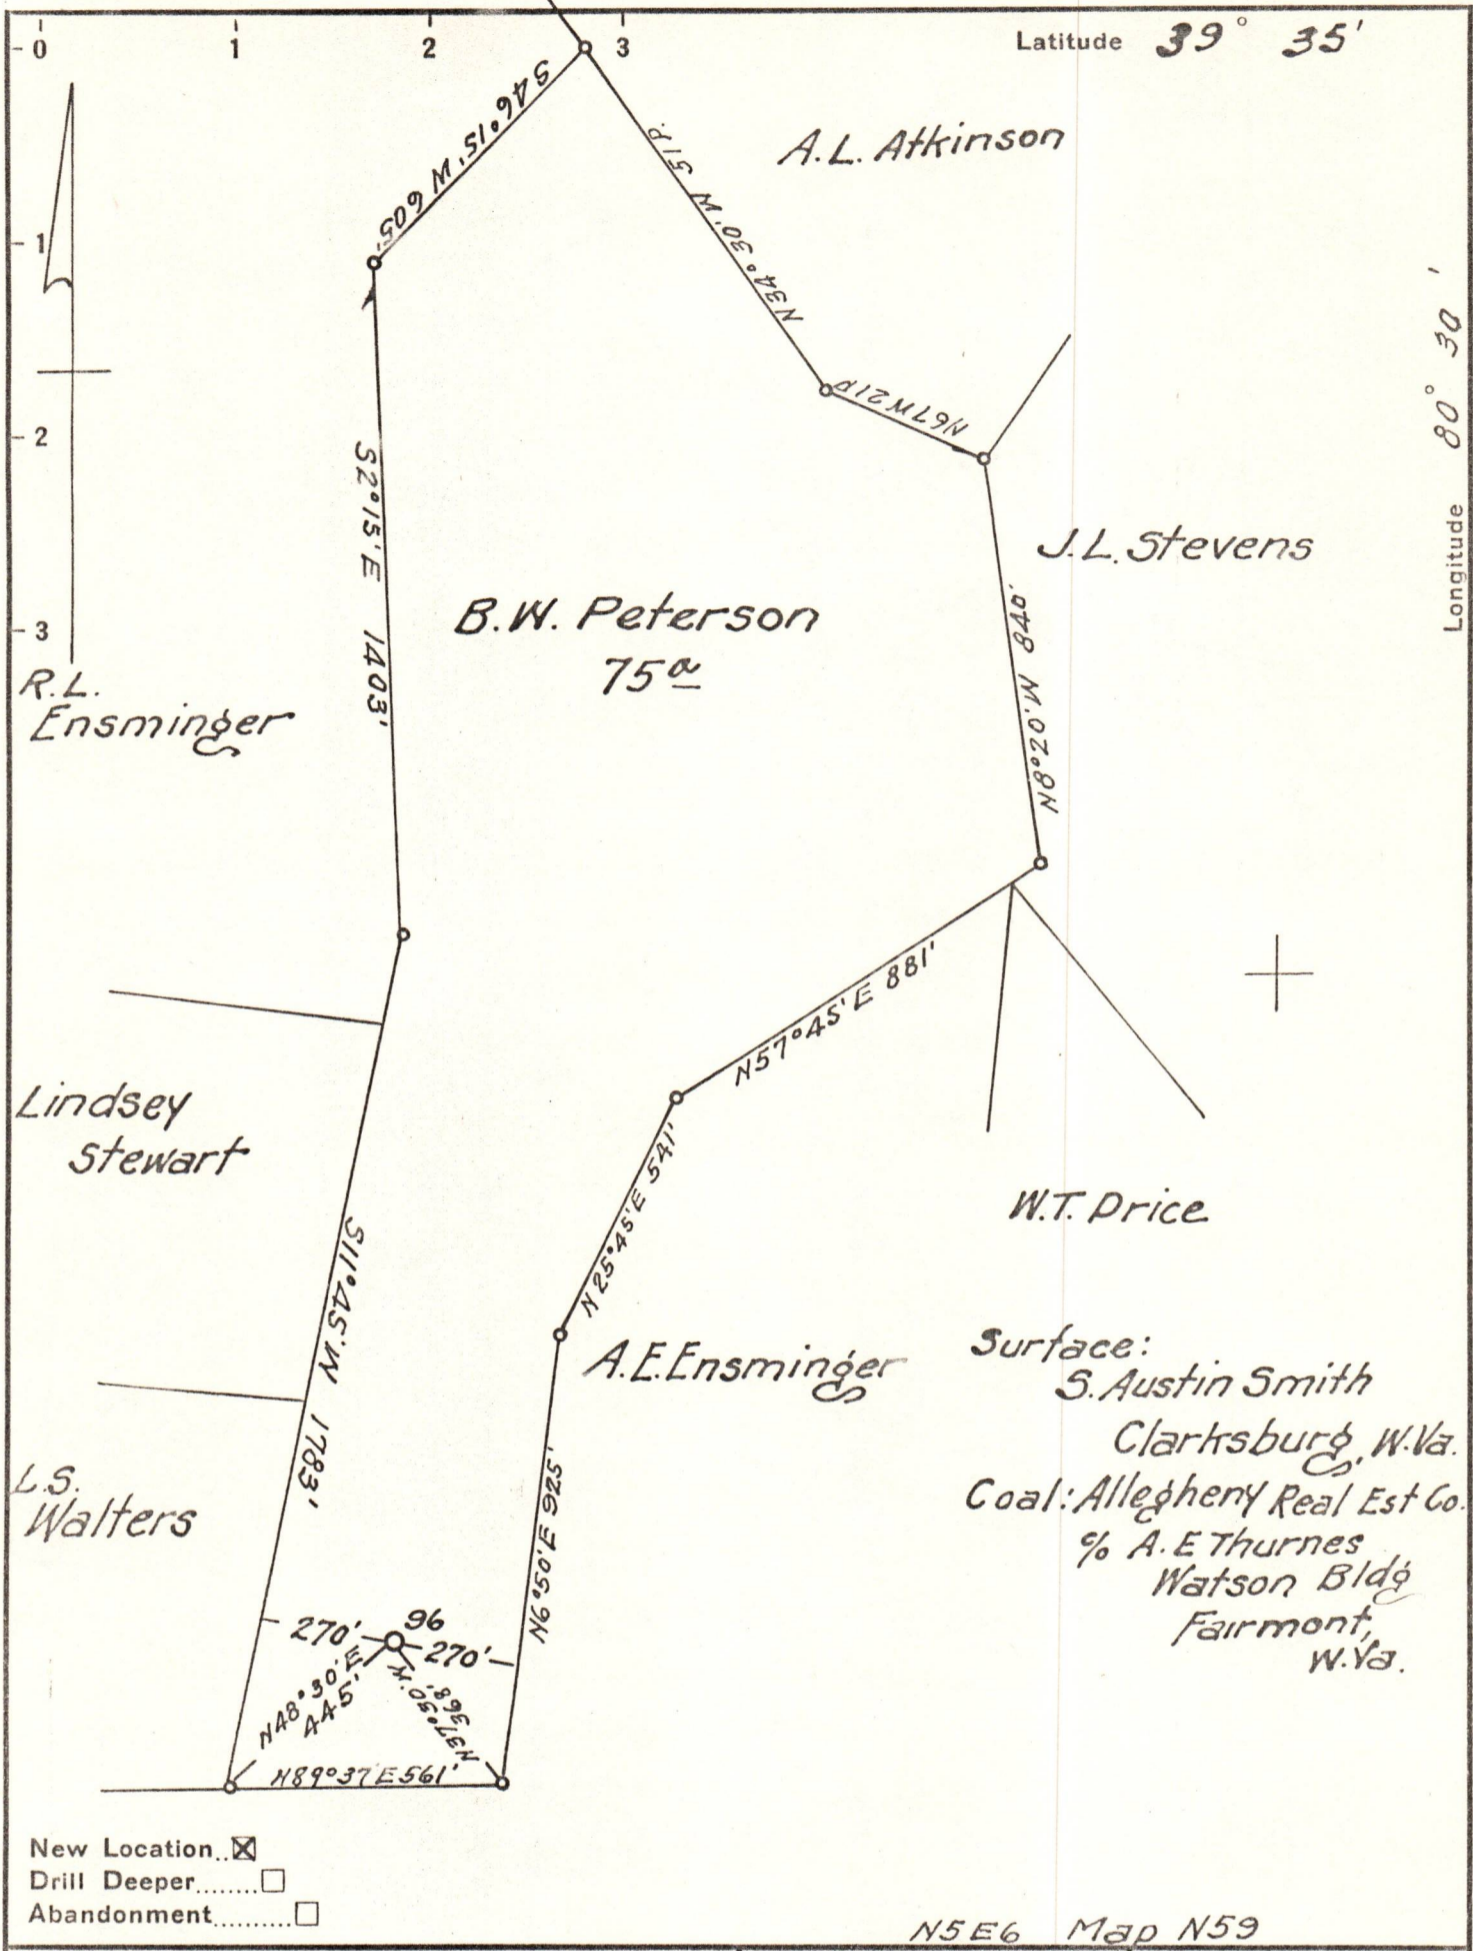 0 1 2 3
Latitude 39° 35'
1
2
3
Longitude 80° 30'
S46°15'W 605'
N34°30'W 51P.
A.L. Atkinson
N67W21P
S2°15'E 1403'
J.L. Stevens
B.W. Peterson
75a
N8°20'W 840'
R.L.
Ensminger
N57°45'E 881'
Lindsey
Stewart
N25°45'E 541'
W.T. Price
S11°45'W 1783'
A.E. Ensminger
Surface:
S. Austin Smith
Clarksburg, W.Va.
Coal: Allegheny Real Est Co.
% A.E Thurnes
Watson Bldg
Fairmont,
W.Va.
L.S.
Walters
N6°50'E 925'
96
270' 270'
N48°30'E
445'
N37°50'W
368'
N89°37'E 561'
New Location..☒
Drill Deeper........☐
Abandonment..........☐
N5E6 Map N59